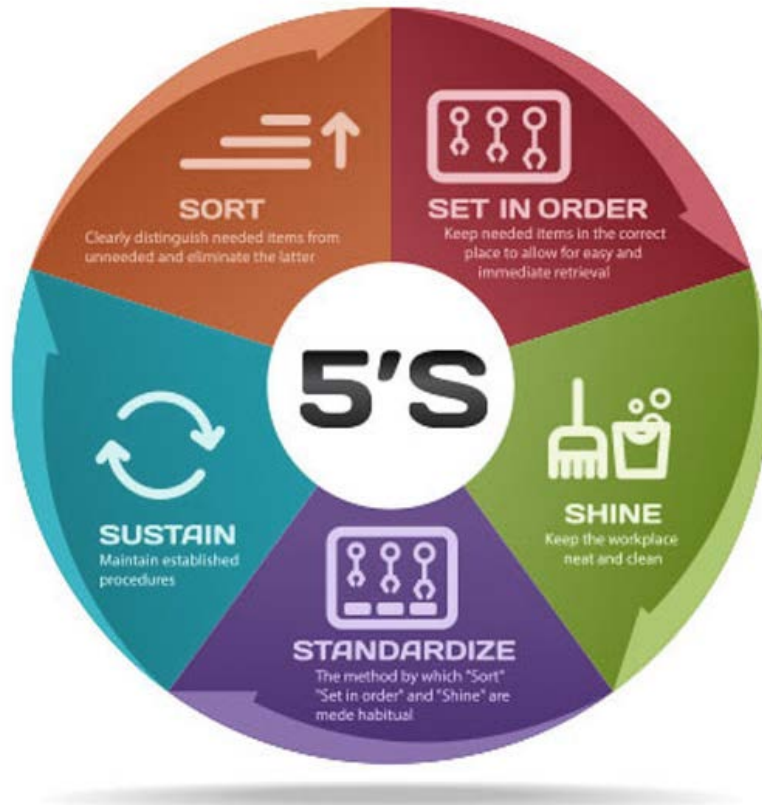 SORT
Clearly distinguish needed items from
unneeded and eliminate the latter
SET IN ORDER
Keep needed items in the correct
place to allow for easy and
immediate retrieval
5'S
SHINE
Keep the workplace
neat and clean
STANDARDIZE
The method by which "Sort"
"Set in order" and "Shine" are
mede habitual
SUSTAIN
Maintain established
procedures